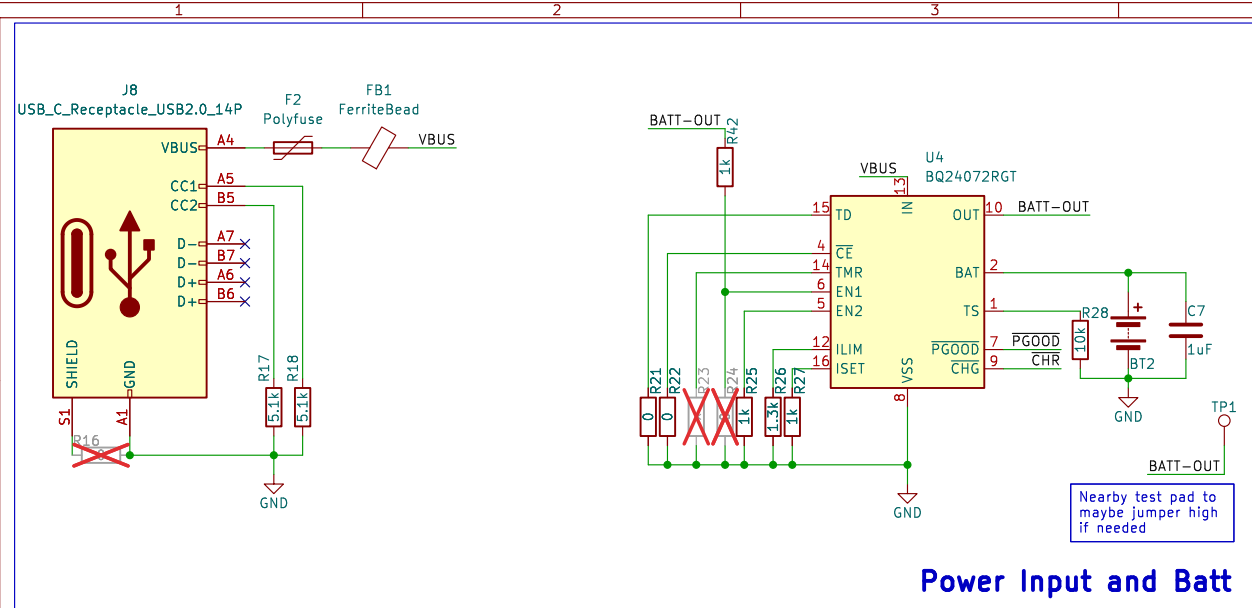 1
2
3
J8
USB_C_Receptacle_USB2.0_14P
F2
Polyfuse
FB1
FerriteBead
VBUS
VBUS
A4
CC1
A5
CC2
B5
D-
A7
D-
B7
D+
A6
D+
B6
SHIELD
GND
S1
A1
R16
R17
5.1k
R18
5.1k
GND
BATT-OUT
R42
1k
VBUS
U4
BQ24072RGT
13
IN
15
TD
OUT
10
BATT-OUT
4
CE
14
TMR
BAT
2
6
EN1
5
EN2
TS
1
12
ILIM
PGOOD
7
PGOOD
16
ISET
CHG
9
CHR
VSS
8
R21
0
R22
0
R23
R24
R25
1k
R26
1.3k
R27
1k
GND
R28
10k
+
BT2
C7
1uF
GND
TP1
BATT-OUT
Nearby test pad to
maybe jumper high
if needed
Power Input and Batt